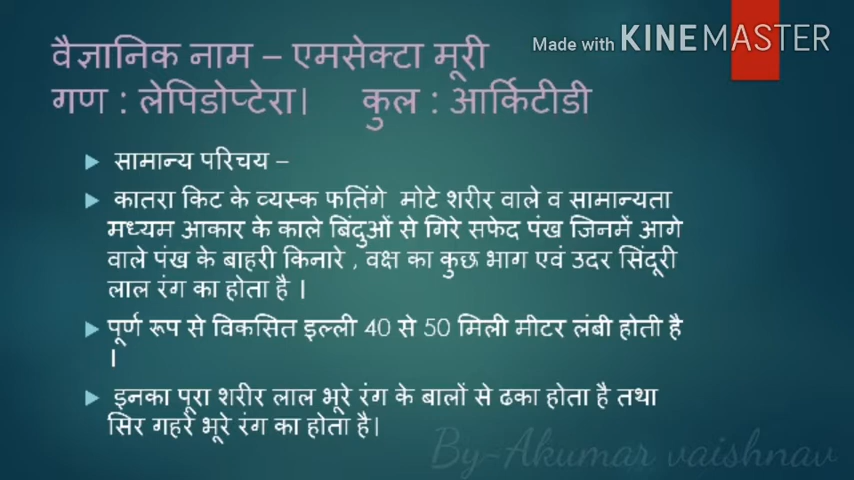 Made with KINEMASTER
वैज्ञानिक नाम – एमसेक्टा मूरी
गण : लेपिडोप्टेरा। कुल : आर्किटीडी
सामान्य परिचय –
कातरा किट के व्यस्क फतिंगे मोटे शरीर वाले व सामान्यता
मध्यम आकार के काले बिंदुओं से गिरे सफेद पंख जिनमें आगे
वाले पंख के बाहरी किनारे , वक्ष का कुछ भाग एवं उदर सिंदूरी
लाल रंग का होता है ।
पूर्ण रूप से विकसित इल्ली 40 से 50 मिली मीटर लंबी होती है
।
इनका पूरा शरीर लाल भूरे रंग के बालों से ढका होता है तथा
सिर गहरे भूरे रंग का होता है।
By-Akumar vaishnav